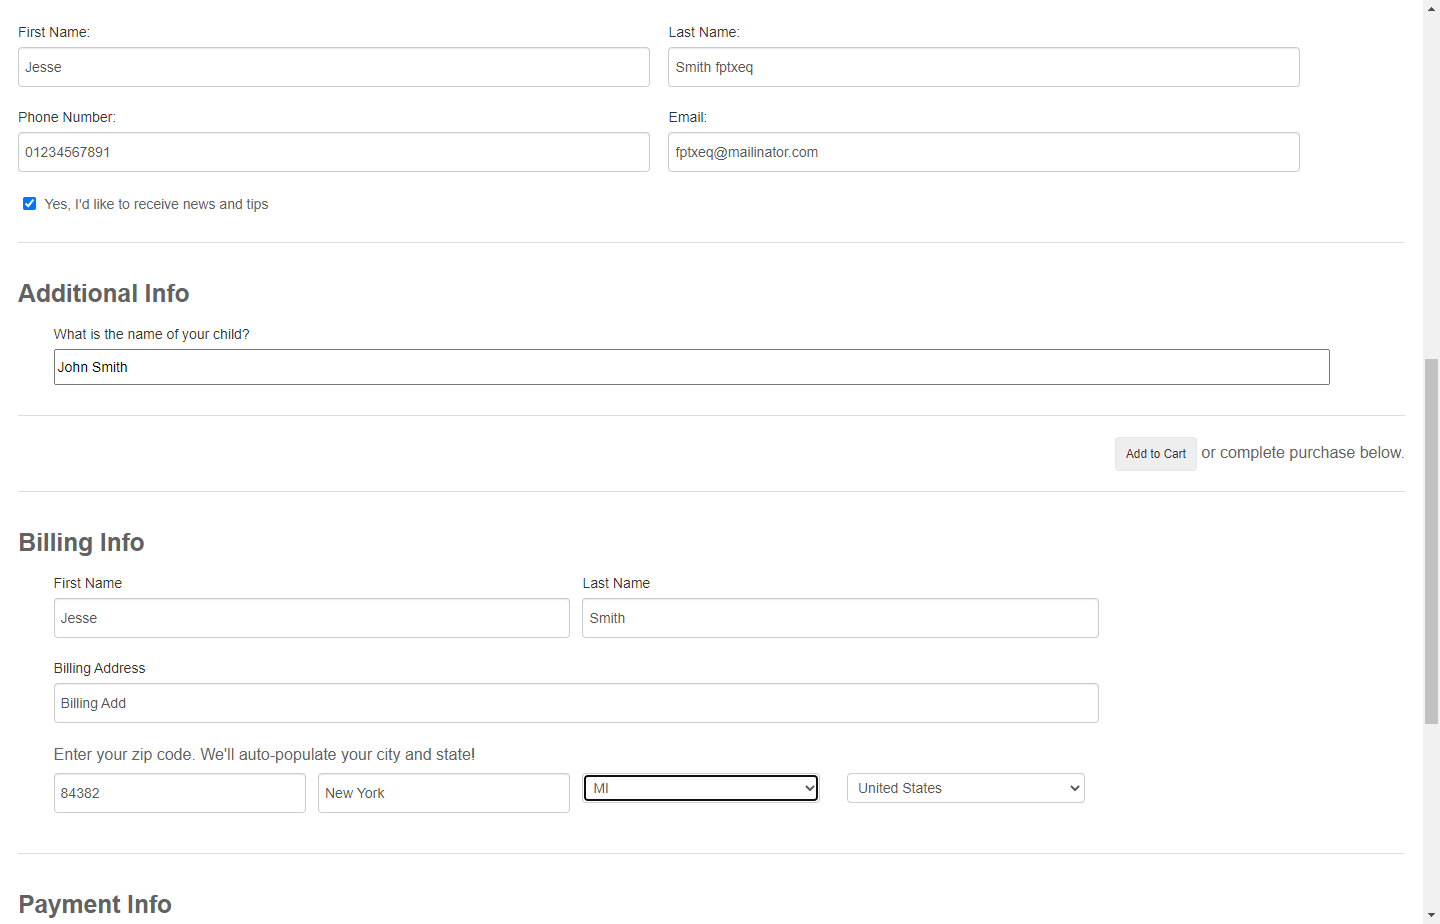 First Name:
Last Name:
Jesse
Smith fptxeq
Phone Number:
Email:
01234567891
fptxeq@mailinator.com
Yes, I'd like to receive news and tips
Additional Info
What is the name of your child?
John Smith
Add to Cart or complete purchase below.
Billing Info
First Name
Last Name
Jesse
Smith
Billing Address
Billing Add
Enter your zip code. We'll auto-populate your city and state!
84382
New York
MI
United States
Payment Info